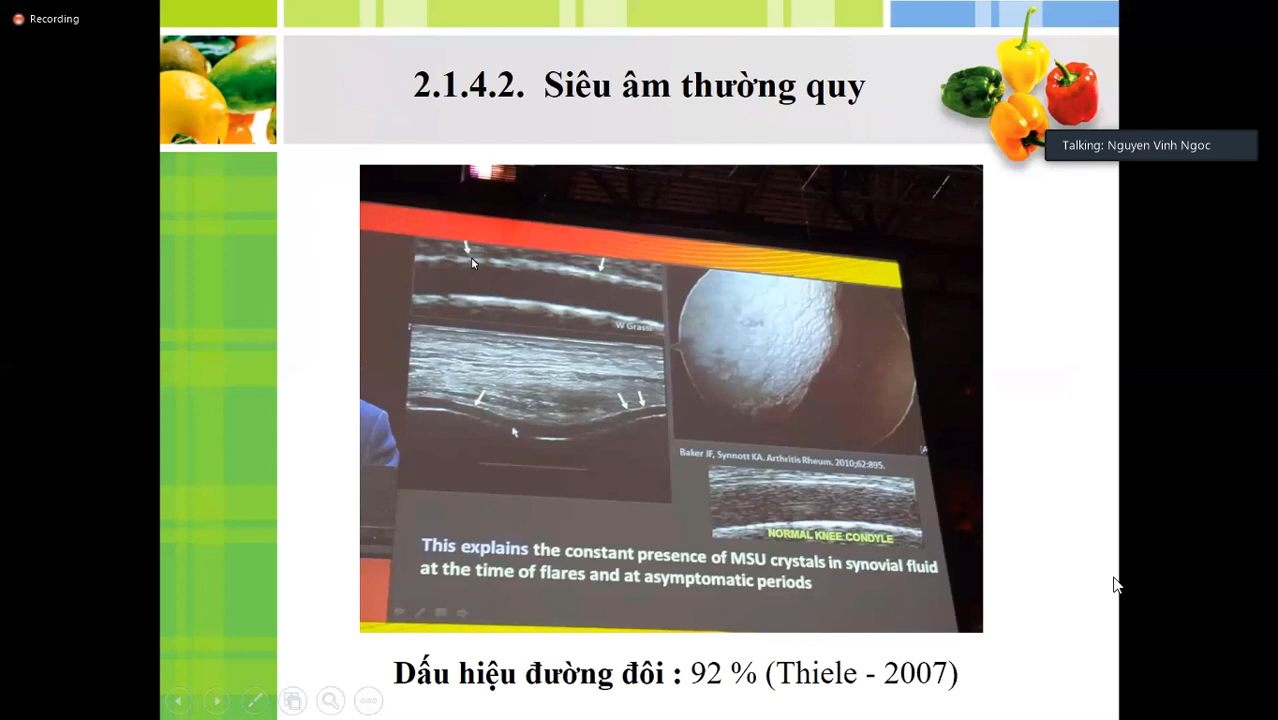 Recording
2.1.4.2. Siêu âm thường quy
Talking: Nguyen Vinh Ngoc
W Grassi
Baker JF, Synnott KA. Arthritis Rheum. 2010;62:895.
NORMAL KNEE CONDYLE
This explains the constant presence of MSU crystals in synovial fluid
at the time of flares and at asymptomatic periods
Dấu hiệu đường đôi : 92 % (Thiele - 2007)